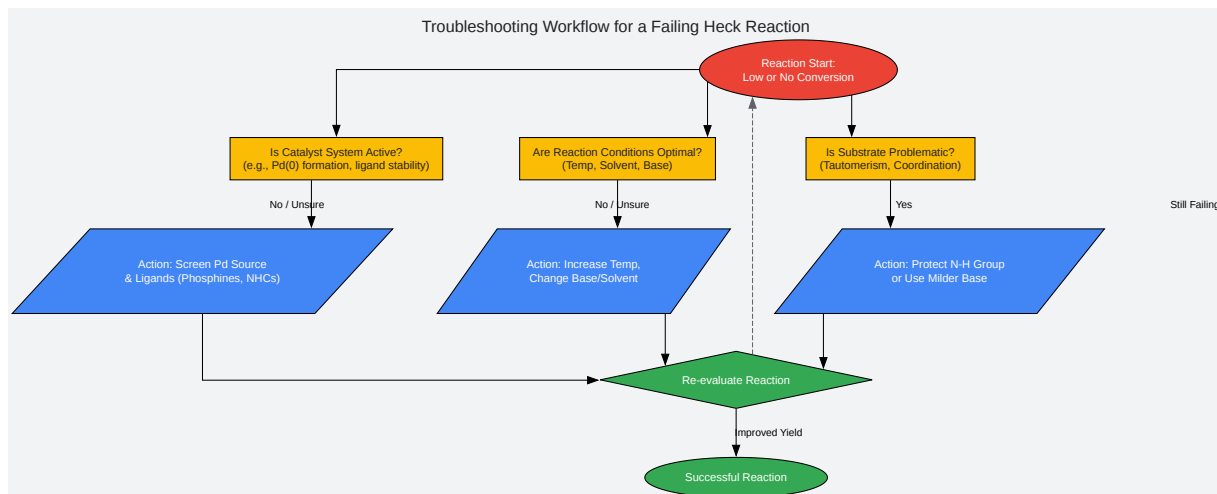 Troubleshooting Workflow for a Failing Heck Reaction
Reaction Start:
Low or No Conversion
Is Catalyst System Active?
(e.g., Pd(0) formation, ligand stability)
Are Reaction Conditions Optimal?
(Temp, Solvent, Base)
Is Substrate Problematic?
(Tautomerism, Coordination)
No / Unsure
No / Unsure
Yes
Still Failing
Action: Screen Pd Source
& Ligands (Phosphines, NHCs)
Action: Increase Temp,
Change Base/Solvent
Action: Protect N-H Group
or Use Milder Base
Re-evaluate Reaction
Improved Yield
Successful Reaction